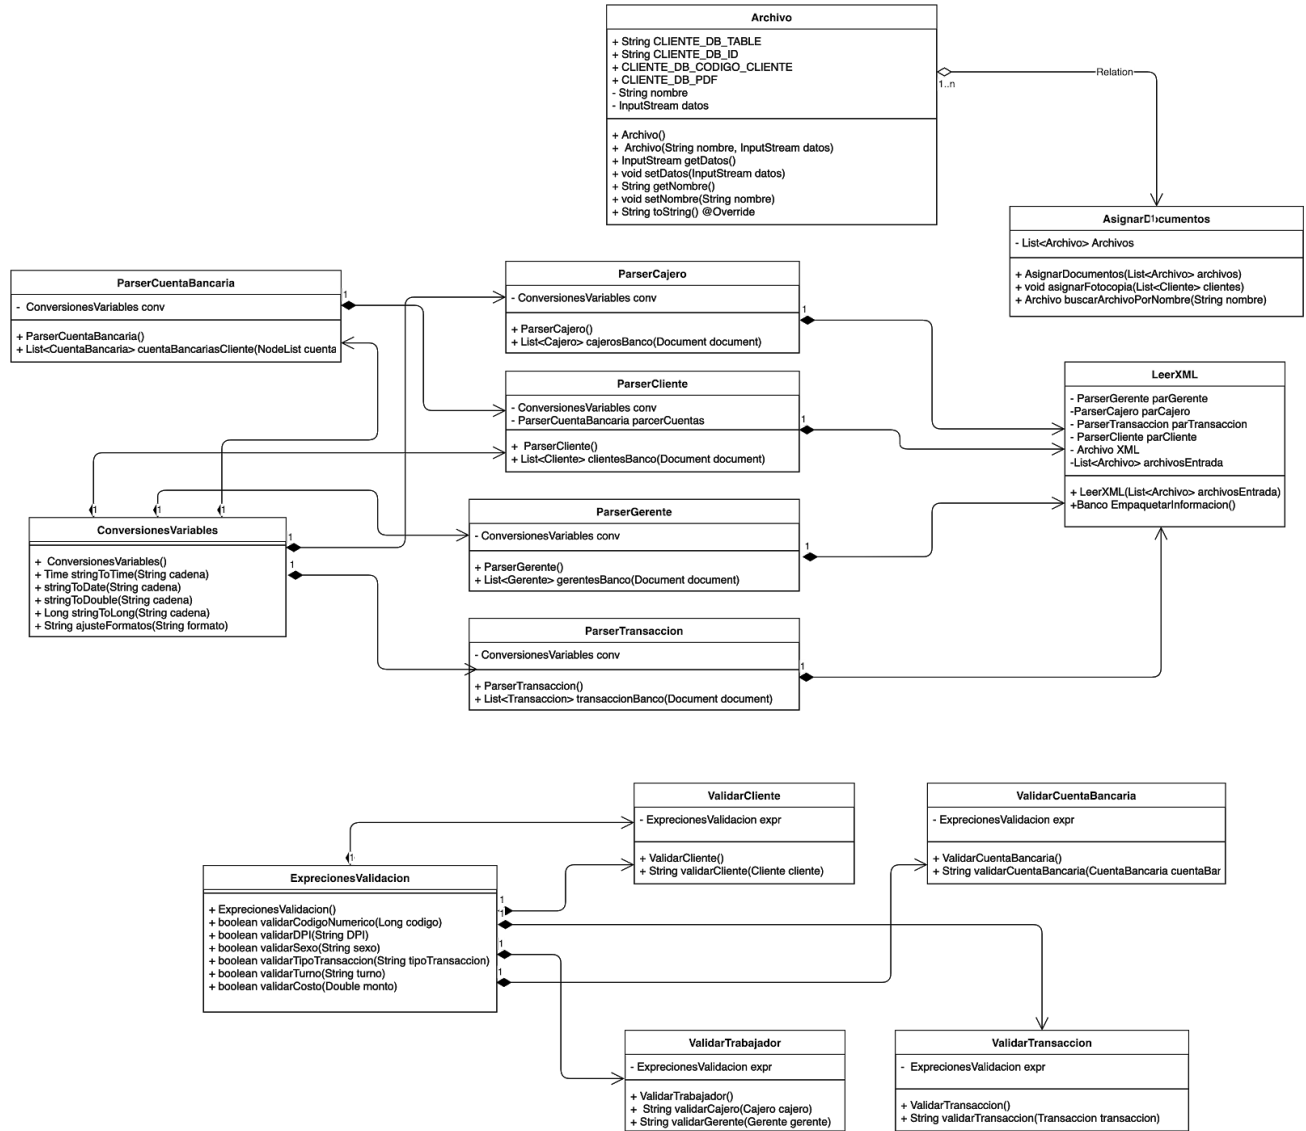 Archivo
+ String CLIENTE_DB_TABLE
+ String CLIENTE_DB_ID
+ CLIENTE_DB_CODIGO_CLIENTE
+ CLIENTE_DB_PDF
- String nombre
- InputStream datos
+ Archivo()
+ Archivo(String nombre, InputStream datos)
+ InputStream getDatos()
+ void setDatos(InputStream datos)
+ String getNombre()
+ void setNombre(String nombre)
+ String toString() @Override
1..n
Relation
1
AsignarDocumentos
- List<Archivo> Archivos
+ AsignarDocumentos(List<Archivo> archivos)
+ void asignarFotocopia(List<Cliente> clientes)
+ Archivo buscarArchivoPorNombre(String nombre)
ParserCuentaBancaria
- ConversionesVariables conv
+ ParserCuentaBancaria()
+ List<CuentaBancaria> cuentaBancariasCliente(NodeList cuenta
1
ParserCajero
- ConversionesVariables conv
+ ParserCajero()
+ List<Cajero> cajerosBanco(Document document)
1
ParserCliente
- ConversionesVariables conv
- ParserCuentaBancaria parcerCuentas
+ ParserCliente()
+ List<Cliente> clientesBanco(Document document)
1
LeerXML
- ParserGerente parGerente
-ParserCajero parCajero
- ParserTransaccion parTransaccion
- ParserCliente parCliente
- Archivo XML
-List<Archivo> archivosEntrada
+ LeerXML(List<Archivo> archivosEntrada)
+Banco EmpaquetarInformacion()
1
1
1
ConversionesVariables
+ ConversionesVariables()
+ Time stringToTime(String cadena)
+ stringToDate(String cadena)
+ stringToDouble(String cadena)
+ Long stringToLong(String cadena)
+ String ajusteFormatos(String formato)
1
1
ParserGerente
- ConversionesVariables conv
+ ParserGerente()
+ List<Gerente> gerentesBanco(Document document)
1
ParserTransaccion
- ConversionesVariables conv
+ ParserTransaccion()
+ List<Transaccion> transaccionBanco(Document document)
1
ValidarCliente
- ExprecionesValidacion expr
+ ValidarCliente()
+ String validarCliente(Cliente cliente)
ValidarCuentaBancaria
- ExprecionesValidacion expr
+ ValidarCuentaBancaria()
+ String validarCuentaBancaria(CuentaBancaria cuentaBar
1
ExprecionesValidacion
+ ExprecionesValidacion()
+ boolean validarCodigoNumerico(Long codigo)
+ boolean validarDPI(String DPI)
+ boolean validarSexo(String sexo)
+ boolean validarTipoTransaccion(String tipoTransaccion)
+ boolean validarTurno(String turno)
+ boolean validarCosto(Double monto)
1
1
1
1
ValidarTrabajador
- ExprecionesValidacion expr
+ ValidarTrabajador()
+ String validarCajero(Cajero cajero)
+ String validarGerente(Gerente gerente)
ValidarTransaccion
- ExprecionesValidacion expr
+ ValidarTransaccion()
+ String validarTransaccion(Transaccion transaccion)